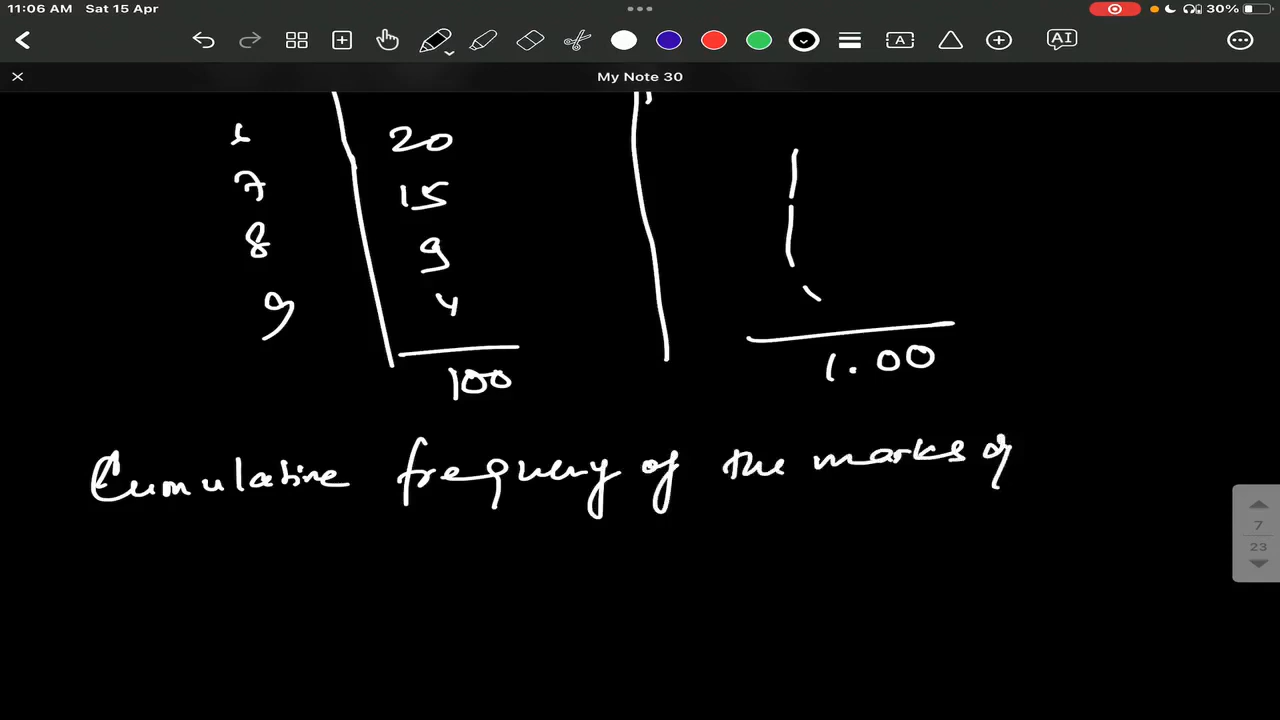 11:06 AM Sat 15 Apr 30%
A AI
My Note 30
20
7 15
8 9
9 4
100 1.00
Cumulative frequency of the marks of
7
23